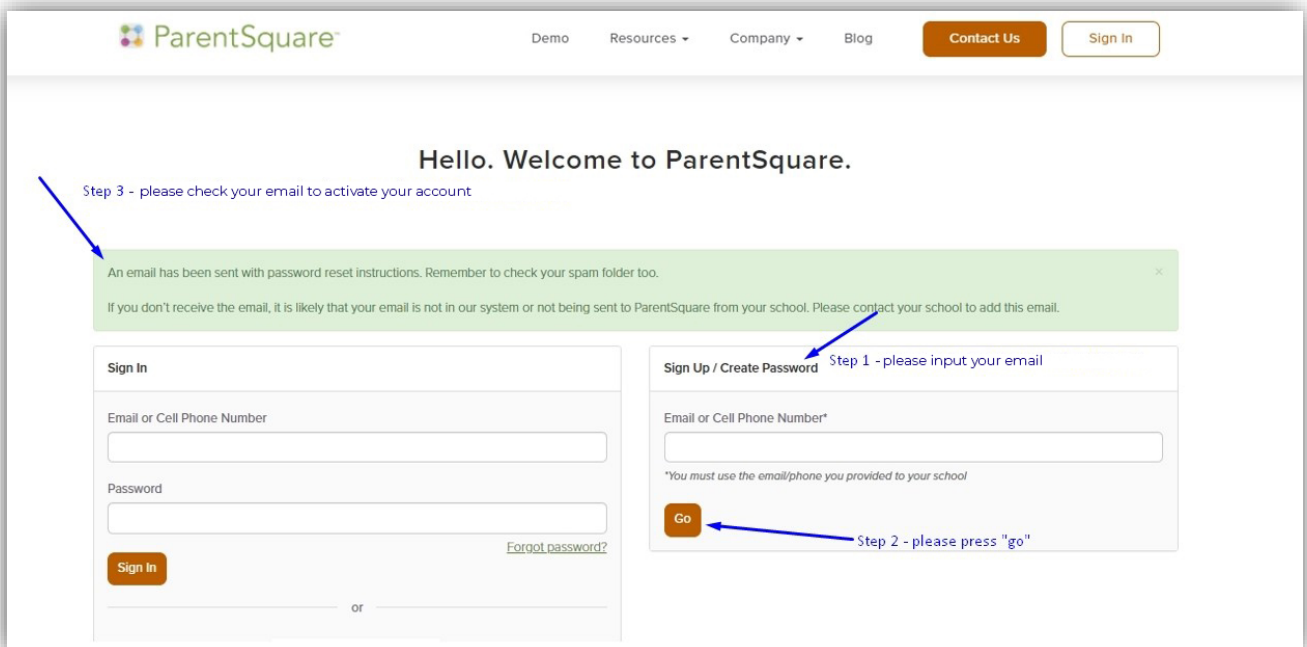 ParentSquare™
Demo
Resources
Company
Blog
Contact Us
Sign In
Hello. Welcome to ParentSquare.
Step 3 - please check your email to activate your account
An email has been sent with password reset instructions. Remember to check your spam folder too.
×
If you don't receive the email, it is likely that your email is not in our system or not being sent to ParentSquare from your school. Please contact your school to add this email.
Sign In
Email or Cell Phone Number
Password
Forgot password?
Sign In
or
Sign Up / Create Password
Step 1 - please input your email
Email or Cell Phone Number*
*You must use the email/phone you provided to your school
Go
Step 2 - please press "go"